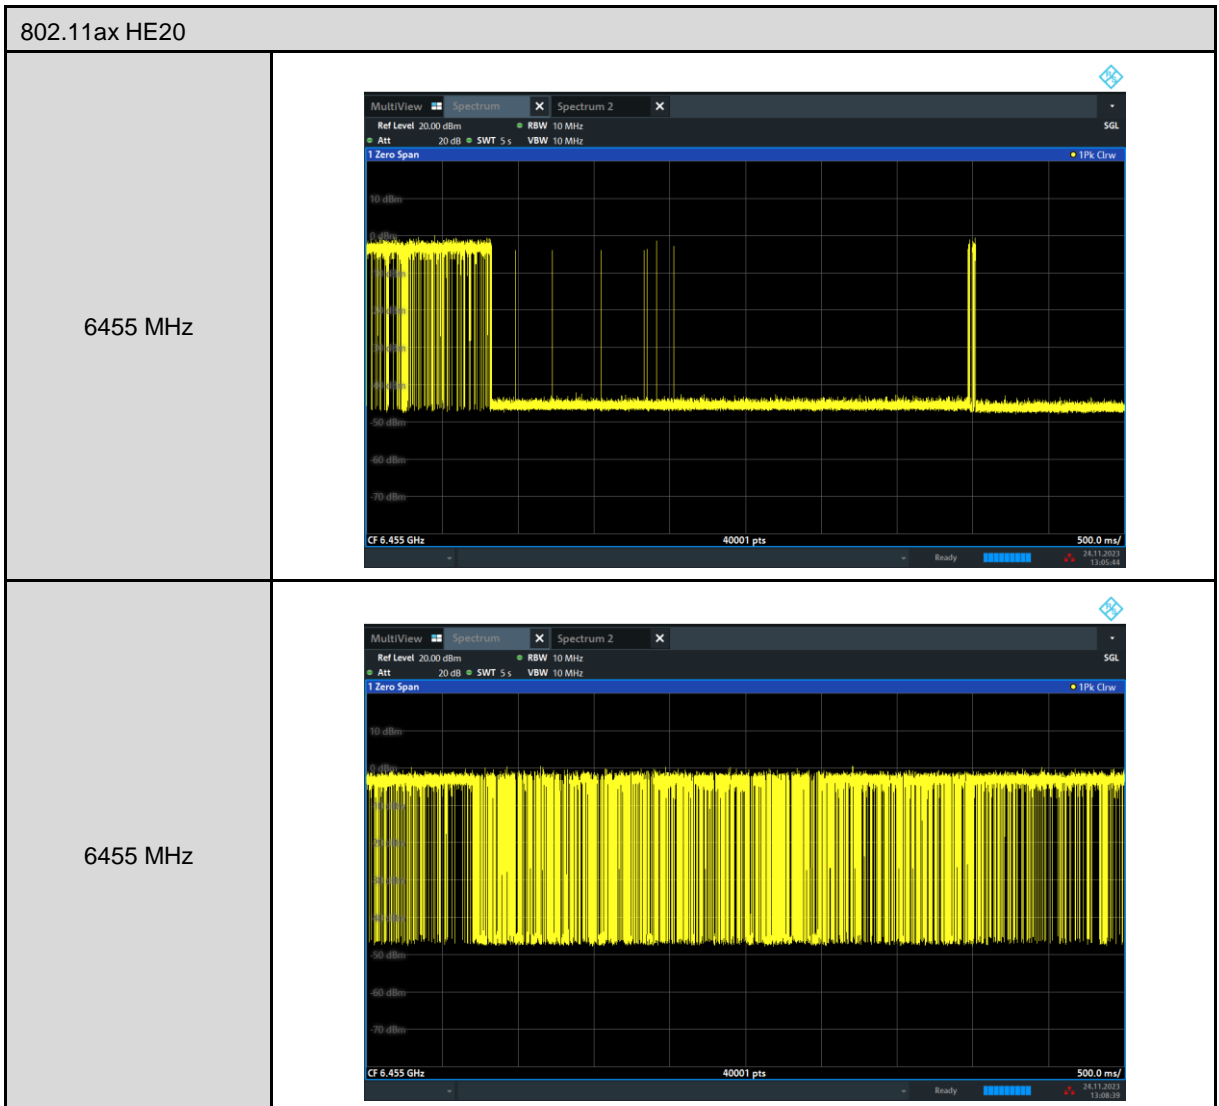 802.11ax HE20
6455 MHz
MultiView Spectrum Spectrum 2
Ref Level 20.00 dBm RBW 10 MHz SGL
Att 20 dB SWT 5 s VBW 10 MHz
1 Zero Span 1Pk Clrw
10 dBm
0 dBm
-50 dBm
-60 dBm
-70 dBm
CF 6.455 GHz 40001 pts 500.0 ms/
Ready 24.11.2023
13:05:44
6455 MHz
MultiView Spectrum Spectrum 2
Ref Level 20.00 dBm RBW 10 MHz SGL
Att 20 dB SWT 5 s VBW 10 MHz
1 Zero Span 1Pk Clrw
10 dBm
0 dBm
-50 dBm
-60 dBm
-70 dBm
CF 6.455 GHz 40001 pts 500.0 ms/
Ready 24.11.2023
13:08:39